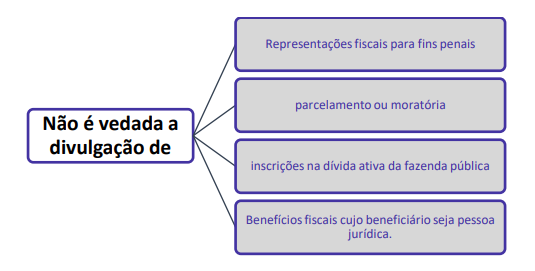 Não é vedada a
divulgação de
Representações fiscais para fins penais
parcelamento ou moratória
inscrições na dívida ativa da fazenda pública
Benefícios fiscais cujo beneficiário seja pessoa
jurídica.